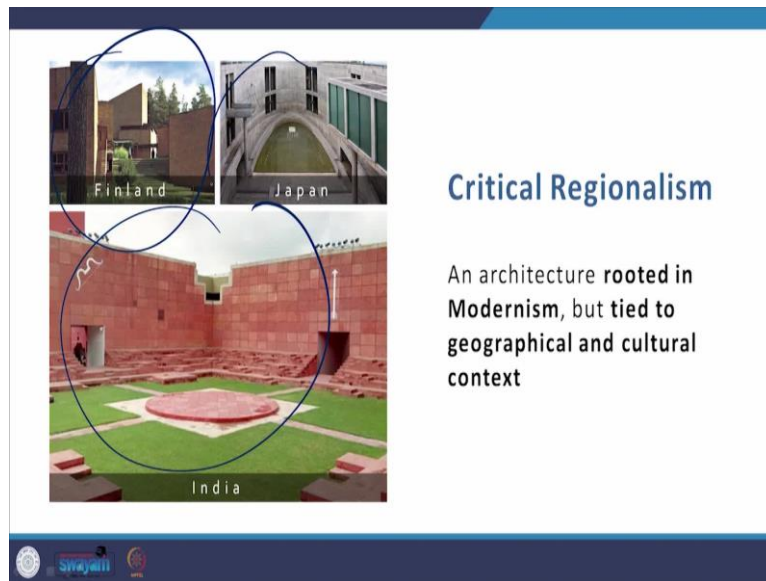 Finland
Japan
Critical Regionalism
An architecture rooted in
Modernism, but tied to
geographical and cultural
context
India
swayam